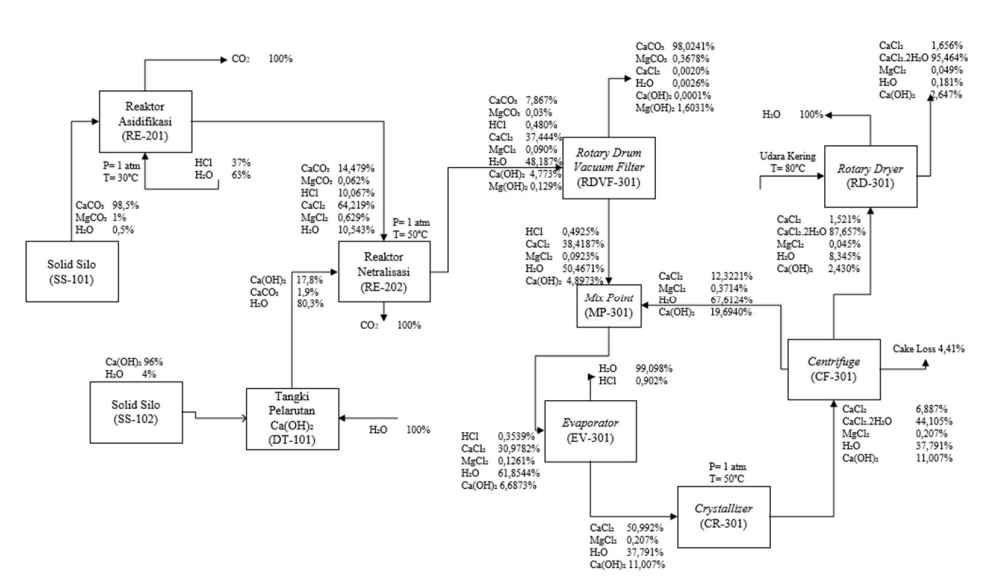 CO₂ 100%
Reaktor
Asidifikasi
(RE-201)
P= 1 atm
T= 30°C
HCl 37%
H₂O 63%
CaCO₃ 98,5%
MgCO₃ 1%
H₂O 0,5%
Solid Silo
(SS-101)
CaCO₃ 14,479%
MgCO₃ 0,062%
HCl 10,067%
CaCl₂ 64,219%
MgCl₂ 0,629%
H₂O 10,543%
P= 1 atm
T= 50°C
Reaktor
Netralisasi
(RE-202)
CO₂ 100%
Ca(OH)₂ 17,8%
CaCO₃ 1,9%
H₂O 80,3%
Ca(OH)₂ 96%
H₂O 4%
Solid Silo
(SS-102)
Tangki
Pelarutan
Ca(OH)₂
(DT-101)
H₂O 100%
CaCO₃ 7,867%
MgCO₃ 0,03%
HCl 0,480%
CaCl₂ 37,444%
MgCl₂ 0,090%
H₂O 48,187%
Ca(OH)₂ 4,773%
Mg(OH)₂ 0,129%
CaCO₃ 98,0241%
MgCO₃ 0,3678%
CaCl₂ 0,0020%
H₂O 0,0026%
Ca(OH)₂ 0,0001%
Mg(OH)₂ 1,6031%
Rotary Drum
Vacuum Filter
(RDVF-301)
HCl 0,4925%
CaCl₂ 38,4187%
MgCl₂ 0,0923%
H₂O 50,4671%
Ca(OH)₂ 4,8973%
Mix Point
(MP-301)
CaCl₂ 12,3221%
MgCl₂ 0,3714%
H₂O 67,6124%
Ca(OH)₂ 19,6940%
H₂O 99,098%
HCl 0,902%
Evaporator
(EV-301)
HCl 0,3539%
CaCl₂ 30,9782%
MgCl₂ 0,1261%
H₂O 61,8544%
Ca(OH)₂ 6,6873%
CaCl₂ 50,992%
MgCl₂ 0,207%
H₂O 37,791%
Ca(OH)₂ 11,007%
P= 1 atm
T= 50°C
Crystallizer
(CR-301)
CaCl₂ 6,887%
CaCl₂.2H₂O 44,105%
MgCl₂ 0,207%
H₂O 37,791%
Ca(OH)₂ 11,007%
Centrifuge
(CF-301)
Cake Loss 4,41%
CaCl₂ 1,521%
CaCl₂.2H₂O 87,657%
MgCl₂ 0,045%
H₂O 8,345%
Ca(OH)₂ 2,430%
Udara Kering
T= 80°C
Rotary Dryer
(RD-301)
H₂O 100%
CaCl₂ 1,656%
CaCl₂.2H₂O 95,464%
MgCl₂ 0,049%
H₂O 0,181%
Ca(OH)₂ 2,647%